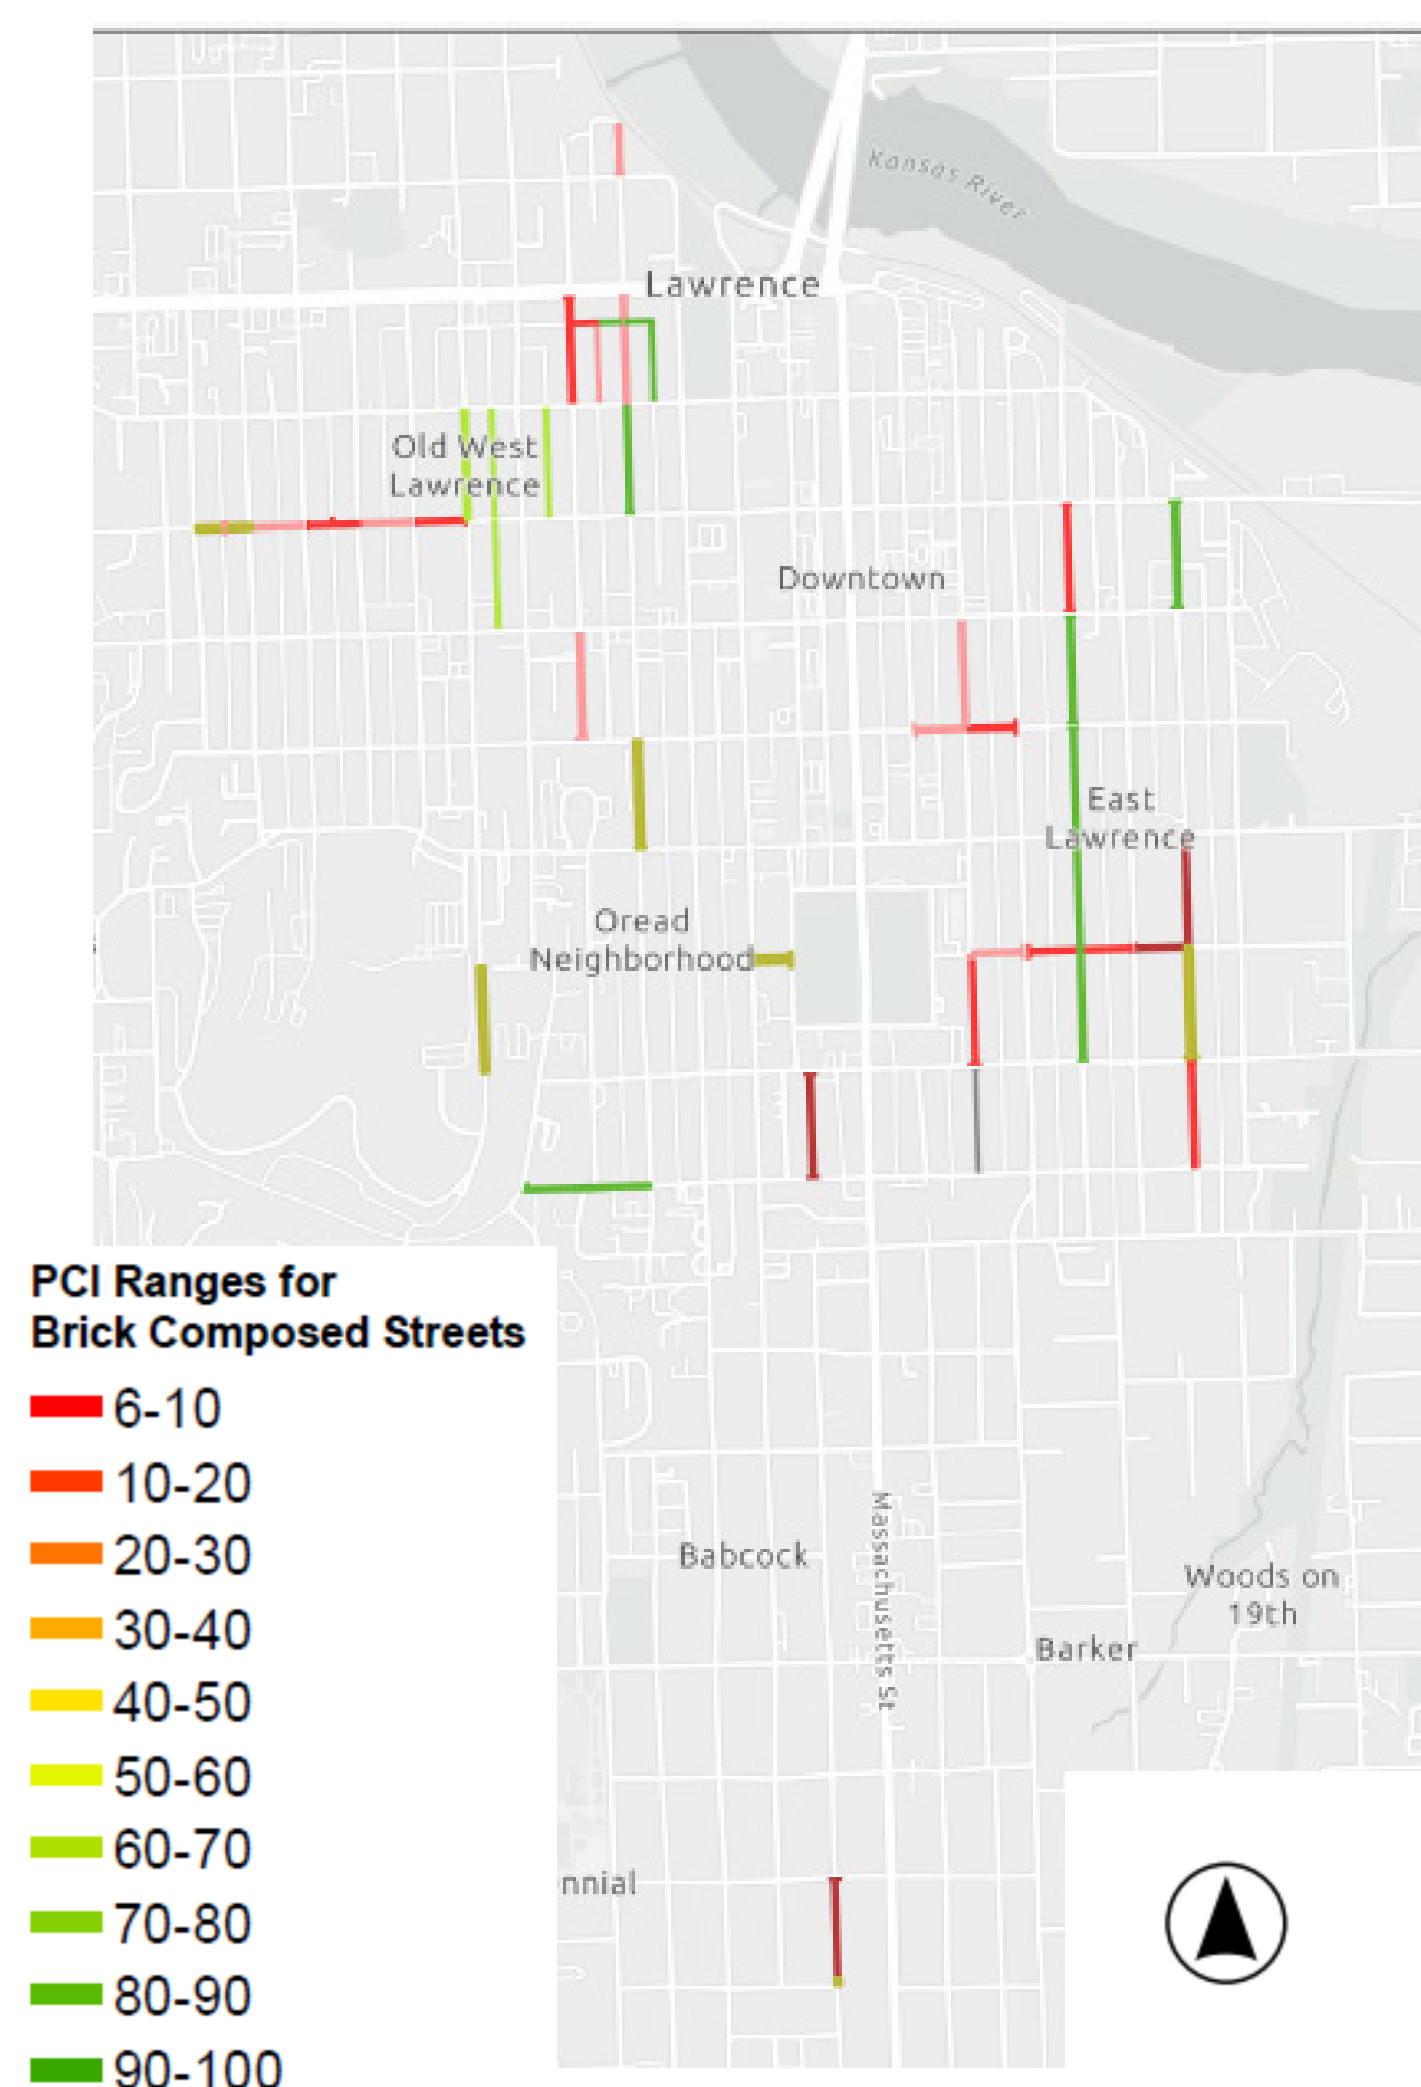 Kansas River
Lawrence
Old West
Lawrence
Downtown
East
Lawrence
Oread
Neighborhood
PCI Ranges for
Brick Composed Streets
6-10
10-20
20-30
30-40
40-50
50-60
60-70
70-80
80-90
90-100
Massachusetts St
Babcock
Woods on
19th
Barker
nnial